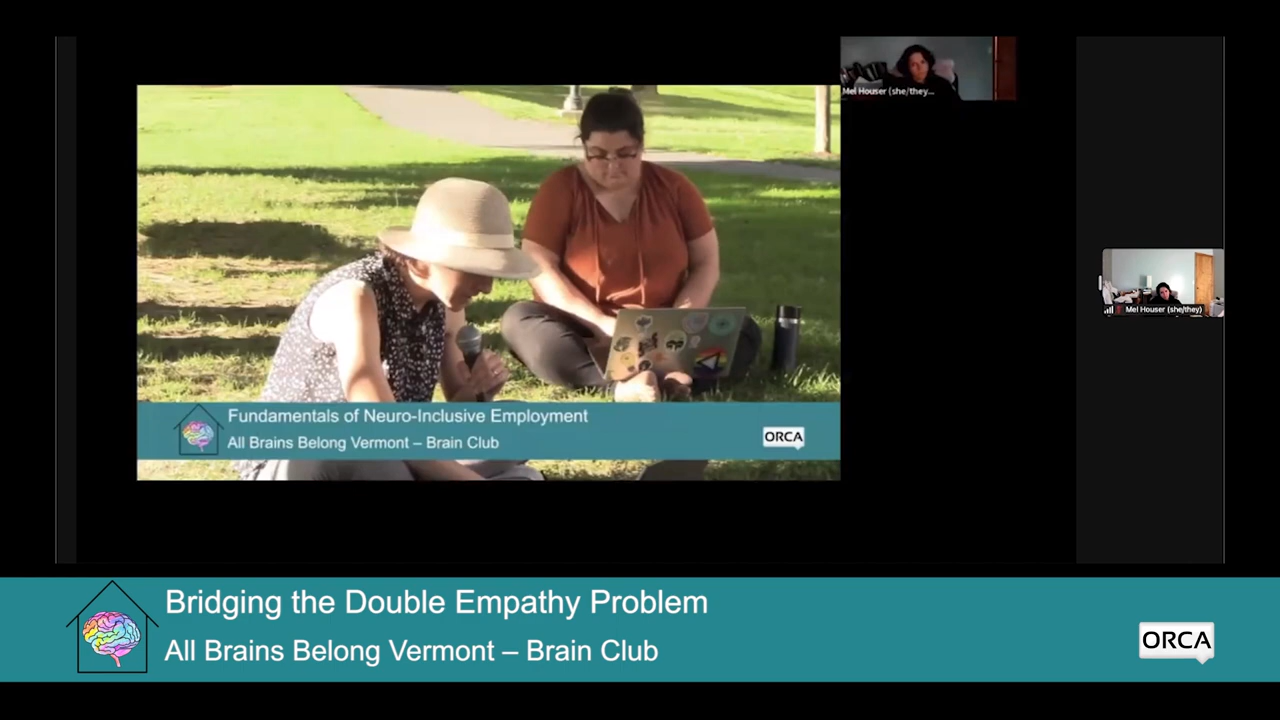 Mel Houser (she/they...
Fundamentals of Neuro-Inclusive Employment
All Brains Belong Vermont – Brain Club
ORCA
Mel Houser (she/they)
Bridging the Double Empathy Problem
All Brains Belong Vermont – Brain Club
ORCA